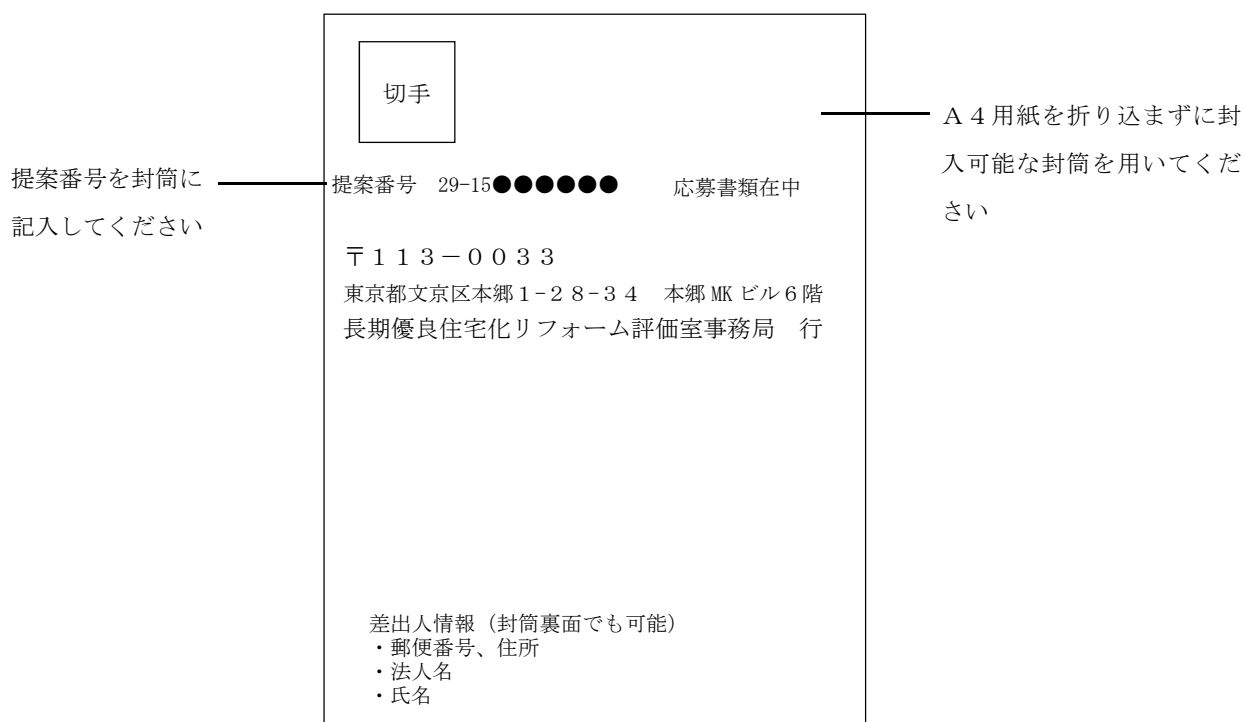 切手
A4用紙を折り込まずに封
入可能な封筒を用いてくだ
さい
提案番号を封筒に
記入してください
提案番号　29-15●●●●●●　　応募書類在中
〒113-0033
東京都文京区本郷1-28-34　本郷MKビル6階
長期優良住宅化リフォーム評価室事務局　行
差出人情報（封筒裏面でも可能）
・郵便番号、住所
・法人名
・氏名